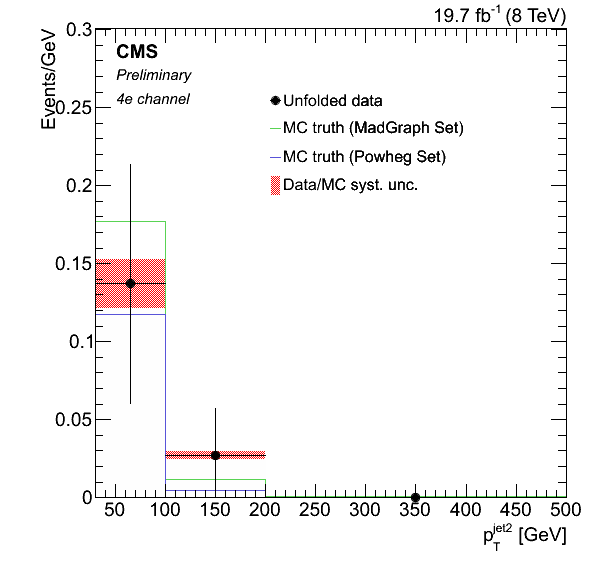 19.7 fb⁻¹ (8 TeV)
Events/GeV
0.3
0.25
0.2
0.15
0.1
0.05
0
CMS
Preliminary
4e channel
Unfolded data
MC truth (MadGraph Set)
MC truth (Powheg Set)
Data/MC syst. unc.
50 100 150 200 250 300 350 400 450 500
p_T^jet2 [GeV]